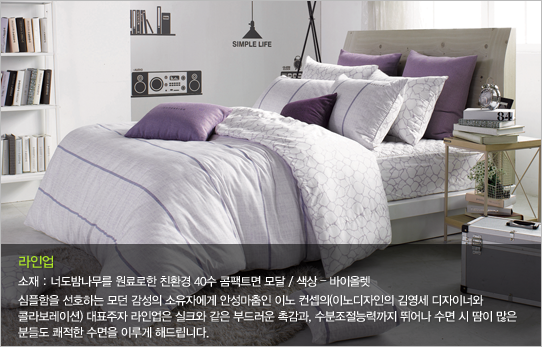 SIMPLE LIFE
라인업
소재 : 너도밤나무를 원료로한 친환경 40수 콤팩트면 모달 / 색상 - 바이올렛
심플함을 선호하는 모던 감성의 소유자에게 안성마춤인 이노 컨셉의(이노디자인의 김영세 디자이너와
콜라보레이션) 대표주자 라인업은 실크와 같은 부드러운 촉감과, 수분조절능력까지 뛰어나 수면 시 땀이 많은
분들도 쾌적한 수면을 이루게 해드립니다.